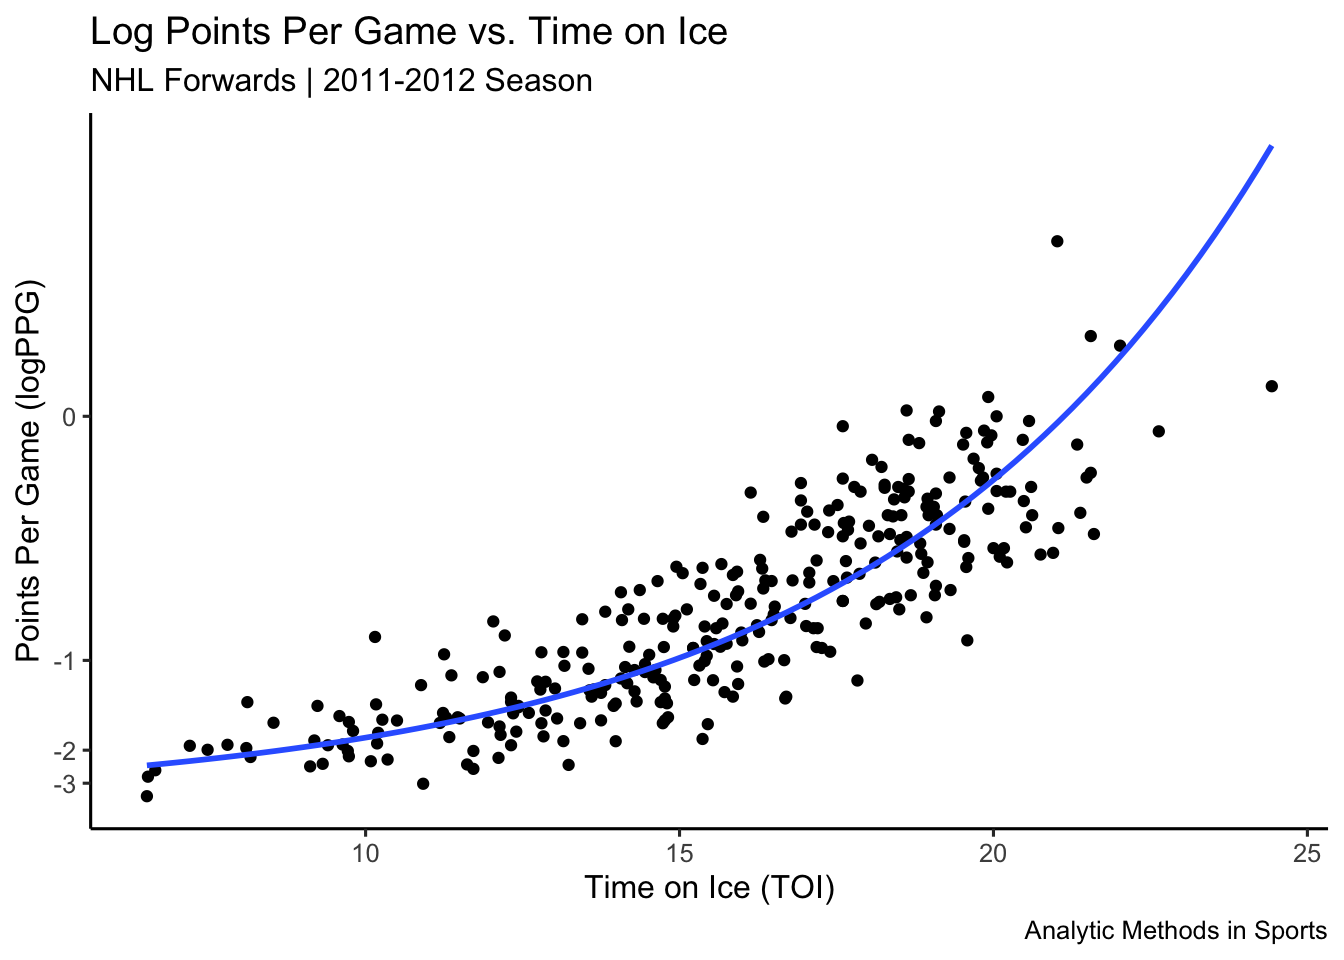 Log Points Per Game vs. Time on Ice
NHL Forwards | 2011-2012 Season
Points Per Game (logPPG)
0
-1
-2
-3
10
15
20
25
Time on Ice (TOI)
Analytic Methods in Sports